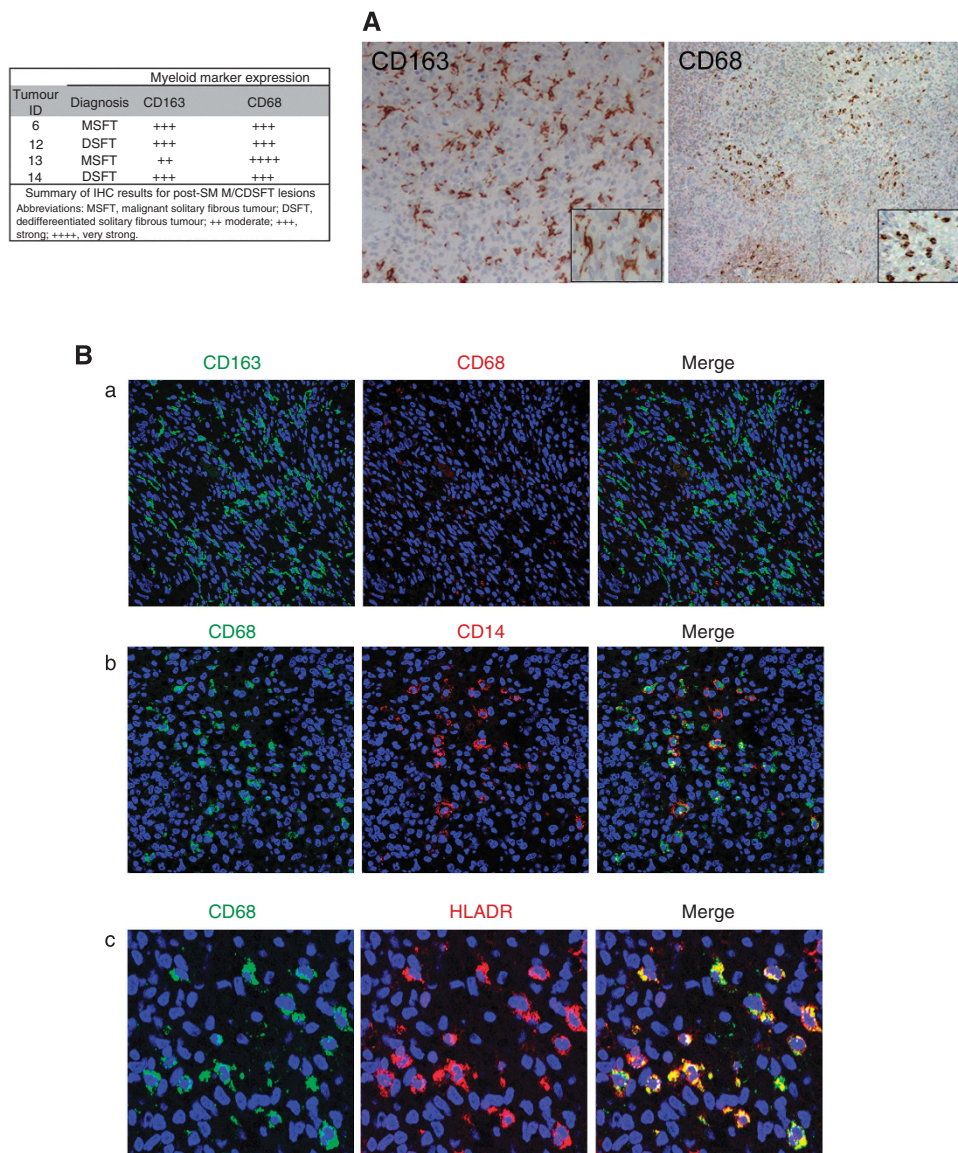 Myeloid marker expression
Tumour ID Diagnosis CD163 CD68
6 MSFT +++ +++
12 DSFT +++ +++
13 MSFT ++ ++++
14 DSFT +++ +++
Summary of IHC results for post-SM M/CDSFT lesions
Abbreviations: MSFT, malignant solitary fibrous tumour; DSFT,
dedifferentiated solitary fibrous tumour; ++ moderate; +++,
strong; ++++, very strong.
A
CD163 CD68
B
CD163 CD68 Merge
a
CD68 CD14 Merge
b
CD68 HLADR Merge
c